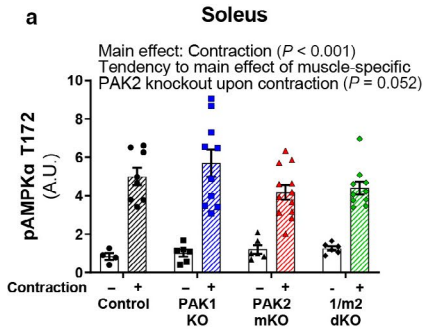 a
Soleus
Main effect: Contraction (P < 0.001)
Tendency to main effect of muscle-specific
PAK2 knockout upon contraction (P = 0.052)
pAMPKα T172
(A.U.)
10
8
6
4
2
0
Contraction - + - + - + - +
Control PAK1 KO PAK2 mKO 1/m2 dKO